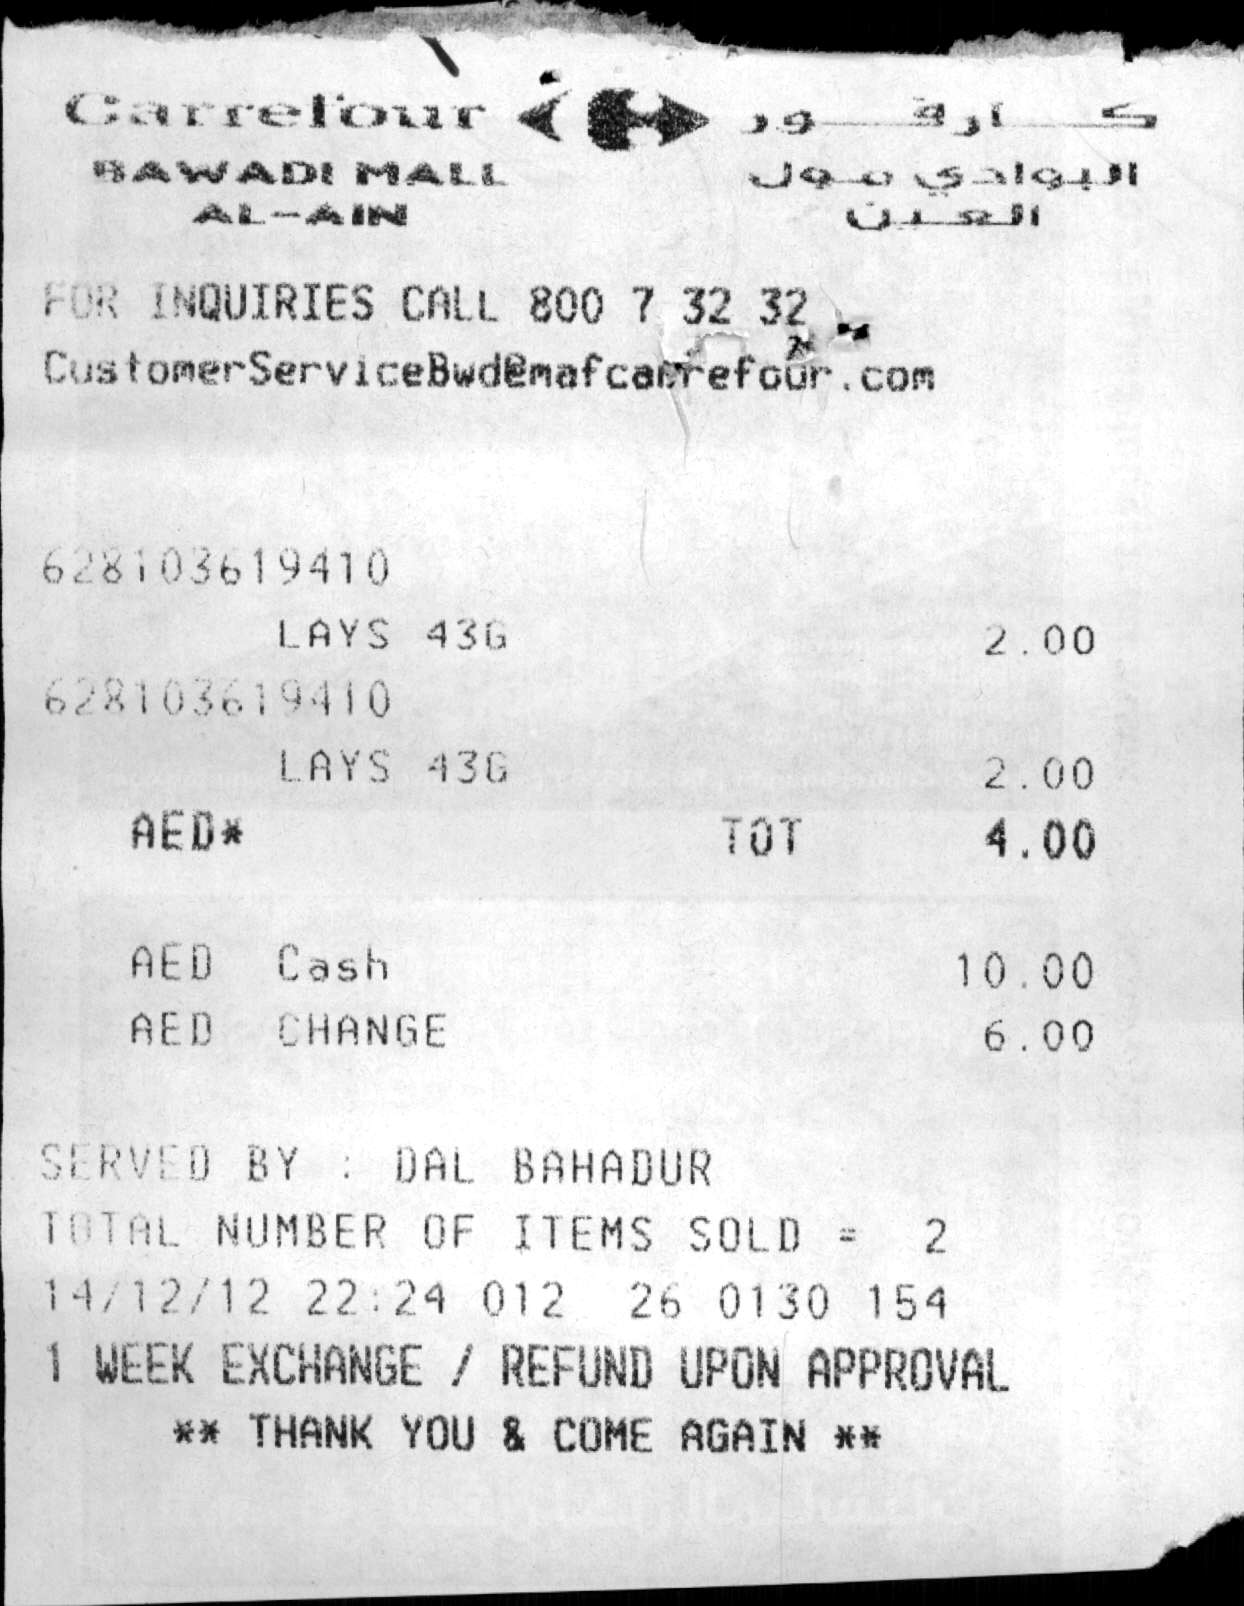 Carrefour كارفور
BAWADI MALL البوادي مول
AL-AIN العين
FOR INQUIRIES CALL 800 7 32 32
CustomerServiceBwd@mafcarrefour.com
628103619410
LAYS 43G 2.00
628103619410
LAYS 43G 2.00
AED* TOT 4.00
AED Cash 10.00
AED CHANGE 6.00
SERVED BY : DAL BAHADUR
TOTAL NUMBER OF ITEMS SOLD = 2
14/12/12 22:24 012 26 0130 154
1 WEEK EXCHANGE / REFUND UPON APPROVAL
** THANK YOU & COME AGAIN **